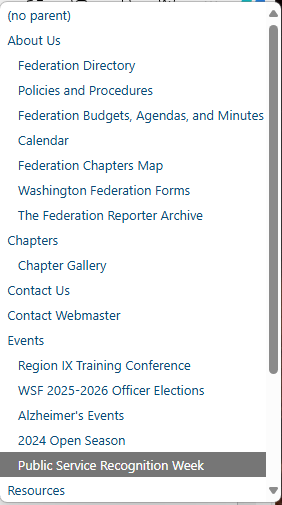 (no parent)
About Us
Federation Directory
Policies and Procedures
Federation Budgets, Agendas, and Minutes
Calendar
Federation Chapters Map
Washington Federation Forms
The Federation Reporter Archive
Chapters
Chapter Gallery
Contact Us
Contact Webmaster
Events
Region IX Training Conference
WSF 2025-2026 Officer Elections
Alzheimer's Events
2024 Open Season
Public Service Recognition Week
Resources